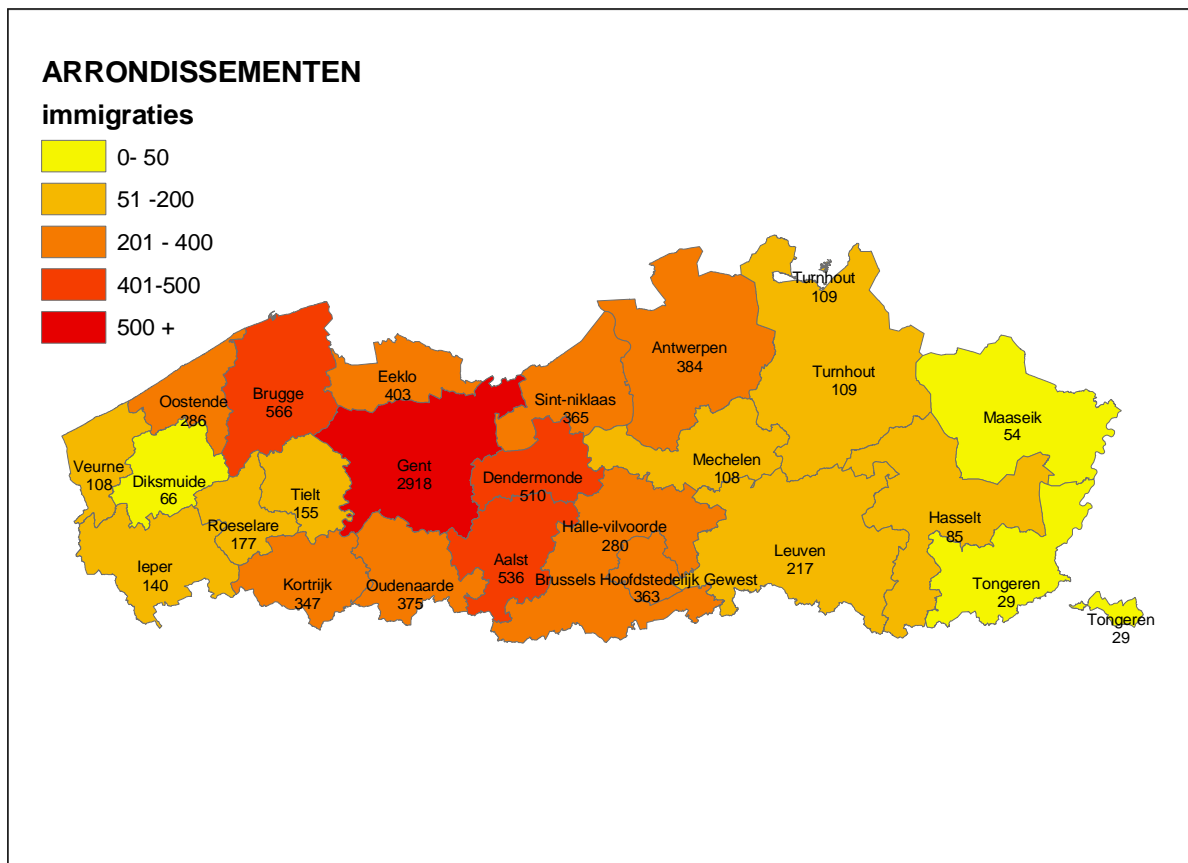 ARRONDISSEMENTEN
immigraties
0- 50
51 -200
201 - 400
401-500
500 +
Turnhout
109
Antwerpen
384
Eeklo
403
Turnhout
109
Brugge
566
Oostende
286
Sint-niklaas
365
Maaseik
54
Veurne
108
Gent
2918
Mechelen
108
Diksmuide
66
Dendermonde
510
Tielt
155
Hasselt
85
Roeselare
177
Halle-vilvoorde
280
Leuven
217
Ieper
140
Aalst
536
Kortrijk
347
Oudenaarde
375
Brussels Hoofdstedelijk Gewest
363
Tongeren
29
Tongeren
29